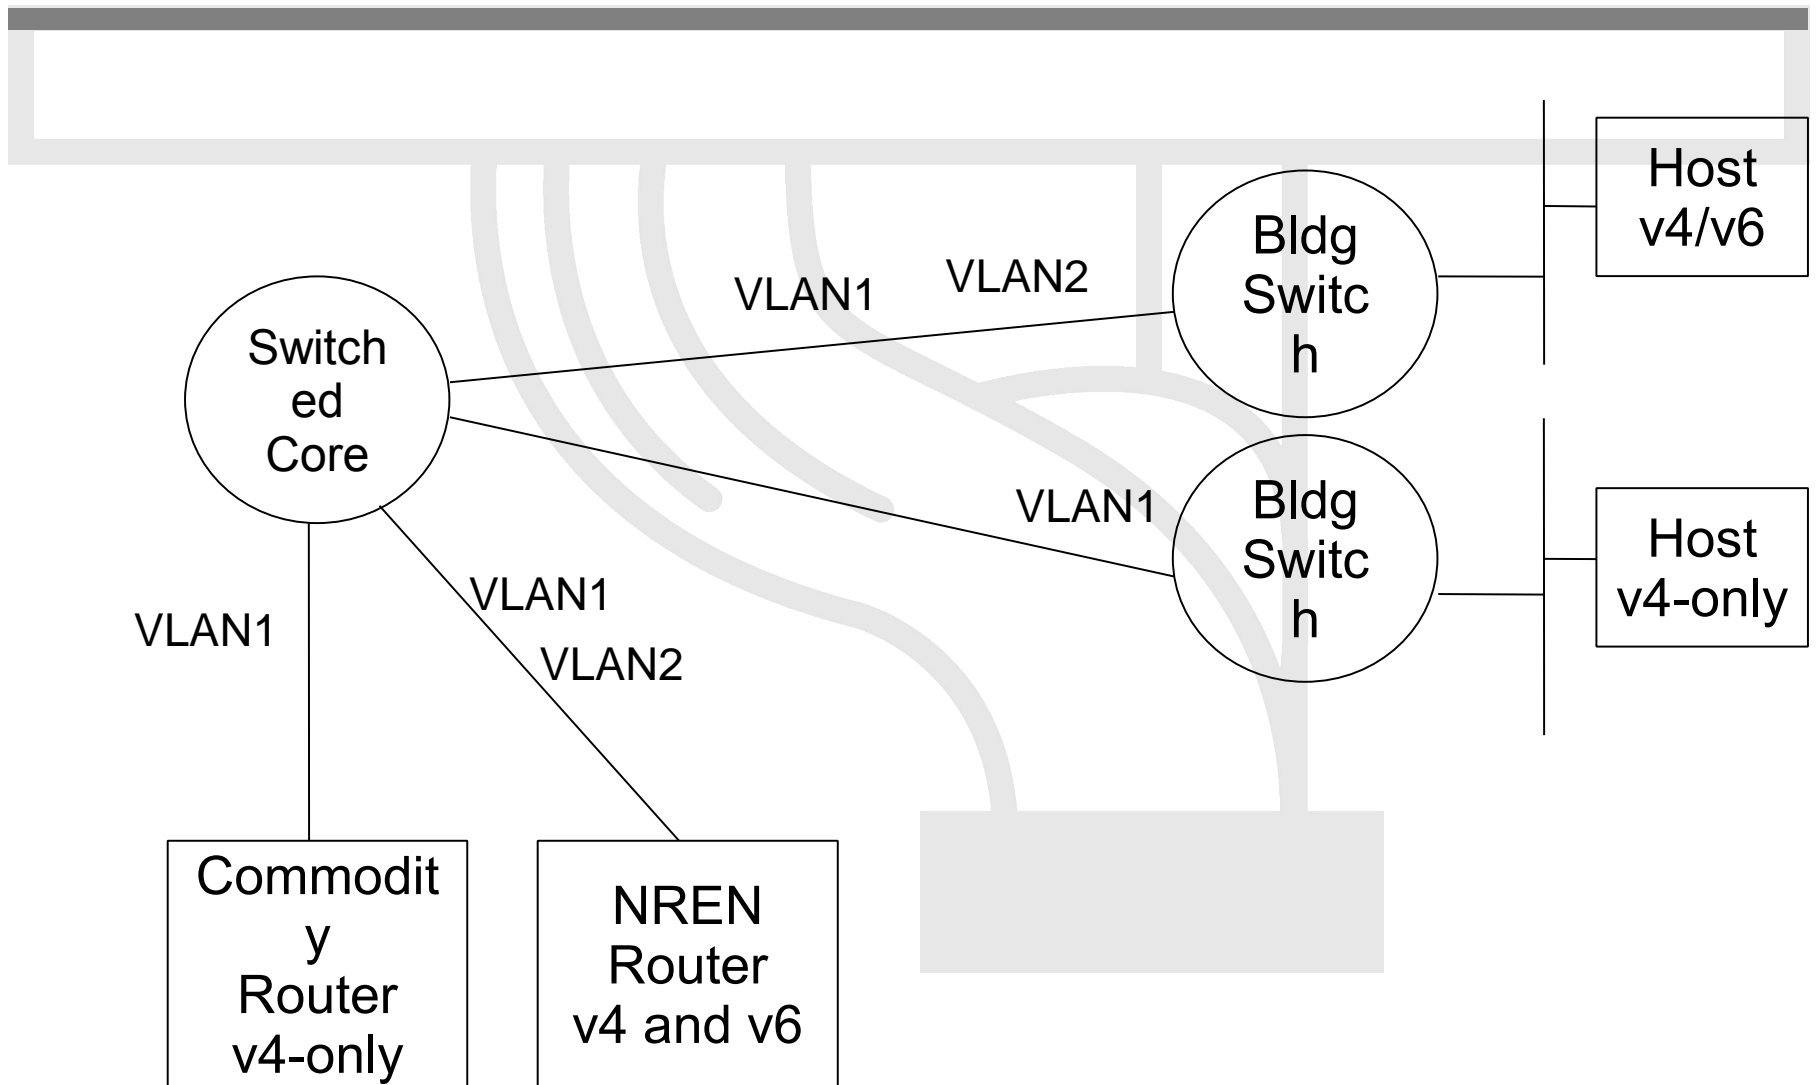 Host
v4/v6
Bldg
Switc
h
VLAN1
VLAN2
Switch
ed
Core
Bldg
Switc
h
VLAN1
Host
v4-only
VLAN1
VLAN1
VLAN2
Commodit
y
Router
v4-only
NREN
Router
v4 and v6